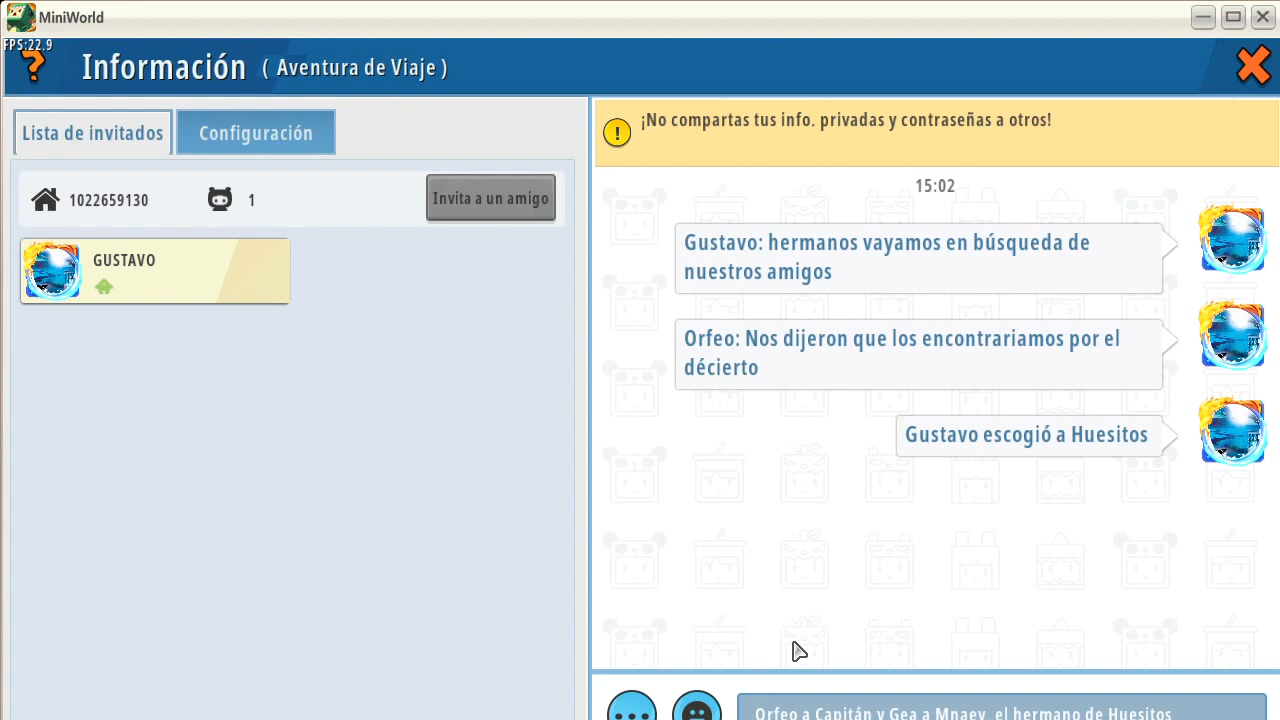 MiniWorld
FPS:22.9
Información ( Aventura de Viaje )
Lista de invitados
Configuración
1022659130
1
Invita a un amigo
GUSTAVO
¡No compartas tus info. privadas y contraseñas a otros!
15:02
Gustavo: hermanos vayamos en búsqueda de
nuestros amigos
Orfeo: Nos dijeron que los encontrariamos por el
décierto
Gustavo escogió a Huesitos
Orfeo a Capitán y Gea a Mnaev, el hermano de Huesitos